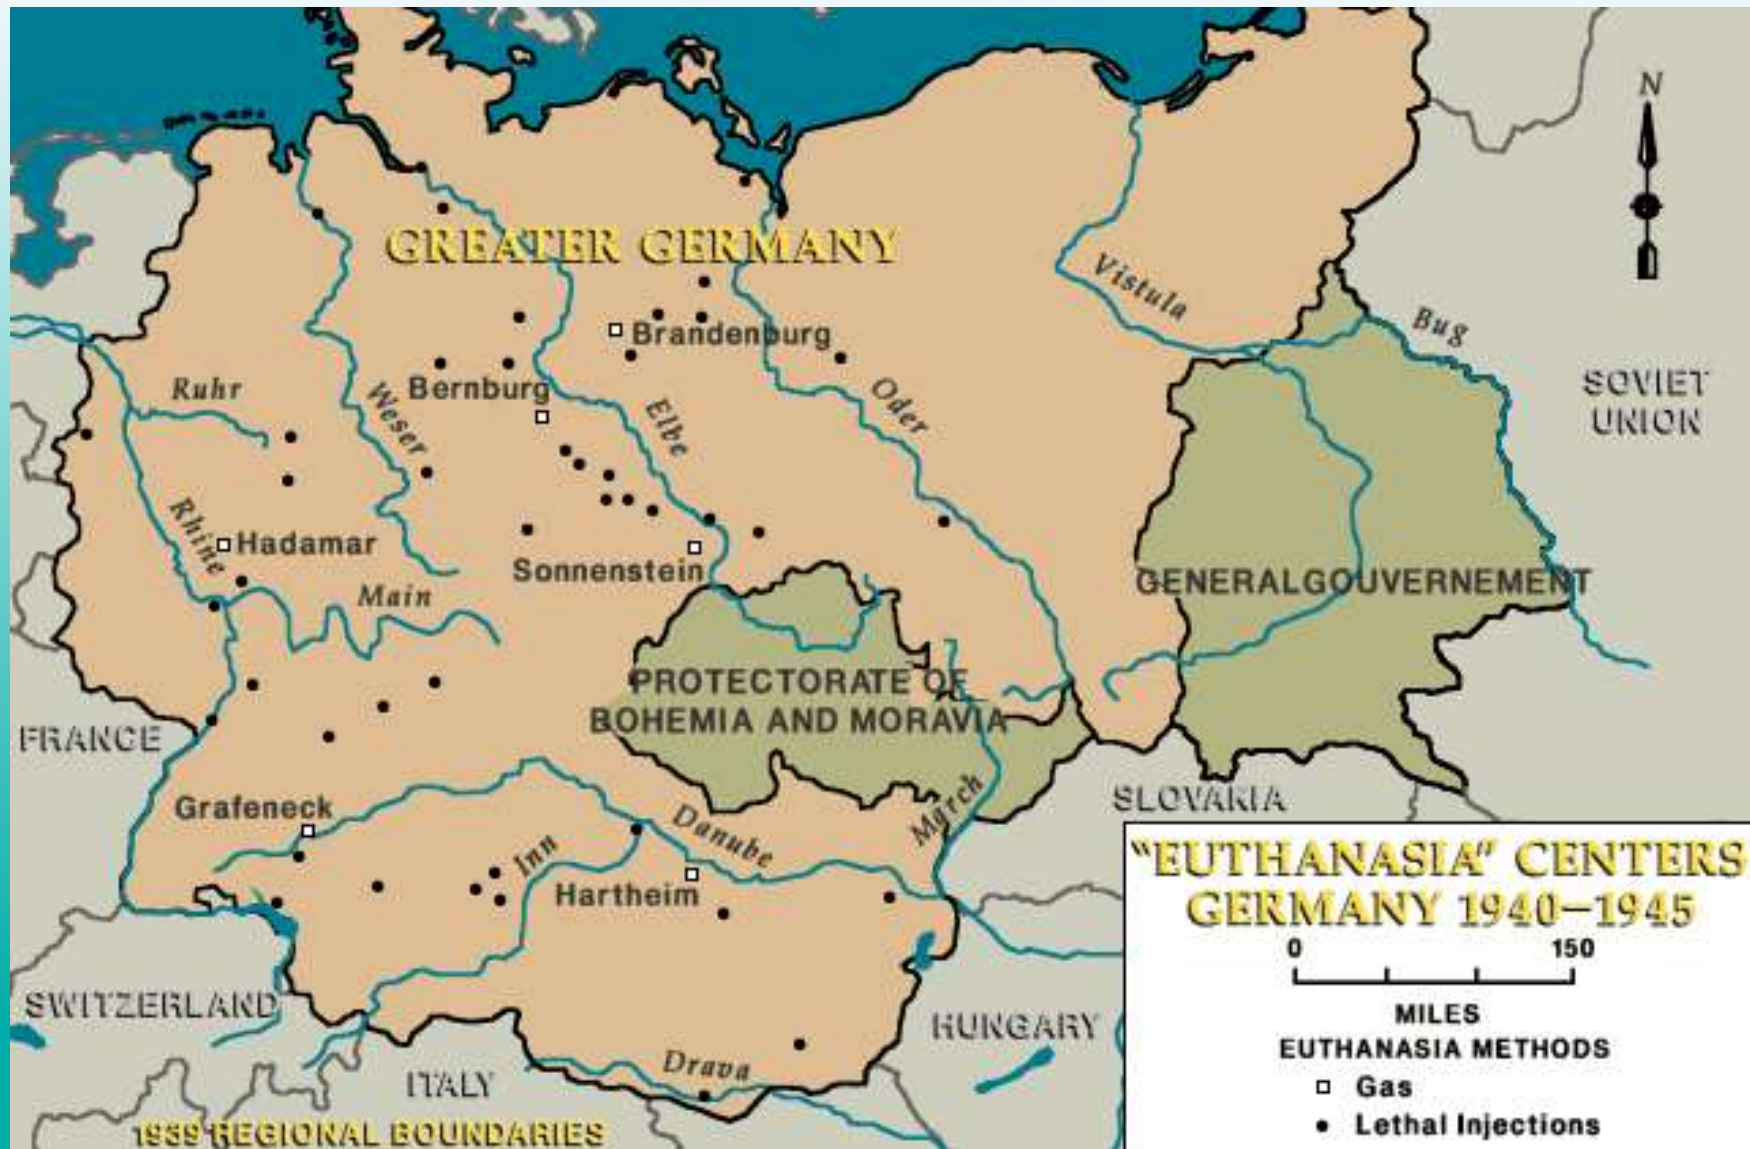 N
GREATER GERMANY
Vistula
Bug
Brandenburg
Ruhr
Weser
Bernburg
Elbe
Oder
SOVIET
UNION
Rhine
Hadamar
Sonnenstein
Main
GENERALGOUVERNEMENT
PROTECTORATE OF
BOHEMIA AND MORAVIA
FRANCE
Grafeneck
Danube
March
SLOVAKIA
Inn
Hartheim
SWITZERLAND
HUNGARY
ITALY
Drava
1939 REGIONAL BOUNDARIES
"EUTHANASIA" CENTERS
GERMANY 1940–1945
0 150
MILES
EUTHANASIA METHODS
Gas
Lethal Injections